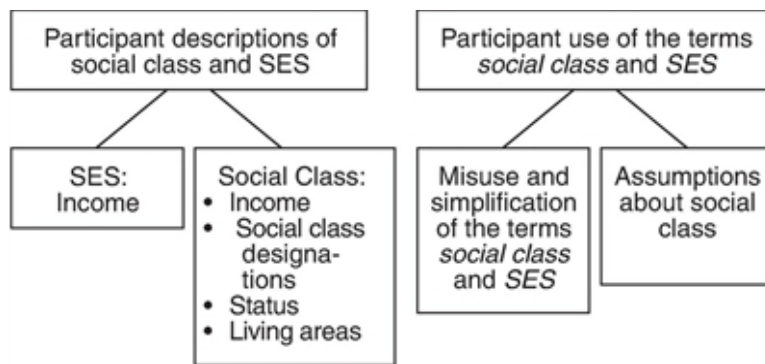 Participant descriptions of
social class and SES
Participant use of the terms
social class and SES
SES:
Income
Social Class:
• Income
• Social class
designa-
tions
• Status
• Living areas
Misuse and
simplification
of the terms
social class
and SES
Assumptions
about social
class